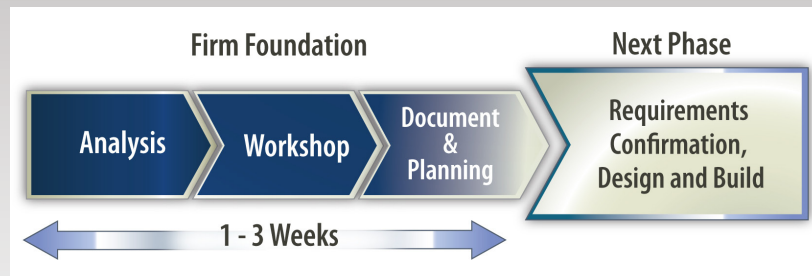 Firm Foundation
Next Phase
Analysis
Workshop
Document
&
Planning
Requirements
Confirmation,
Design and Build
1 - 3 Weeks